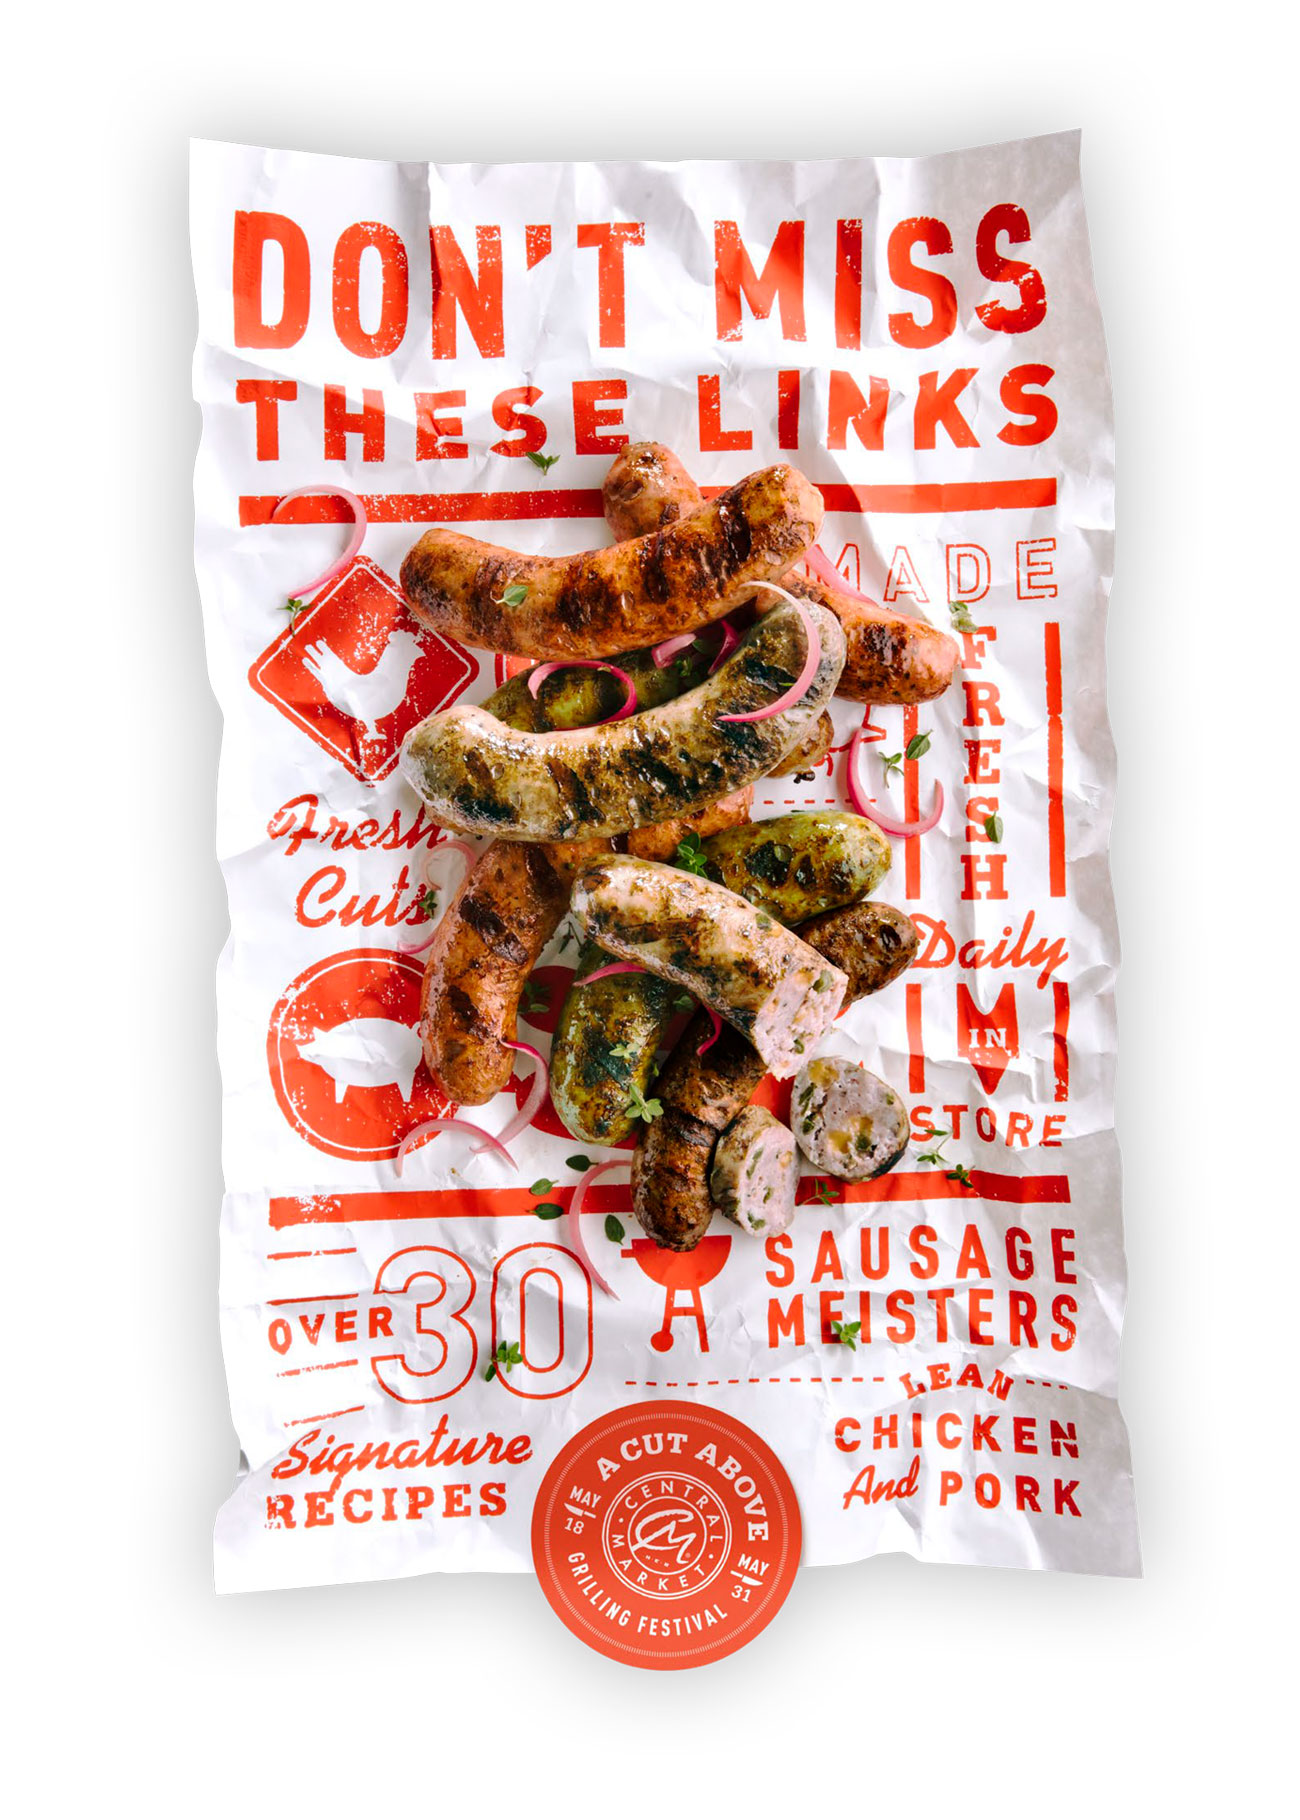 DON'T MISS
THESE LINKS
MADE
FRESH
Daily
IN
STORE
Fresh
Cuts
OVER 30
Signature
RECIPES
SAUSAGE
MEISTERS
LEAN
CHICKEN
And PORK
A CUT ABOVE
MAY 18
MAY 31
GRILLING FESTIVAL
CENTRAL
CM
MARKET